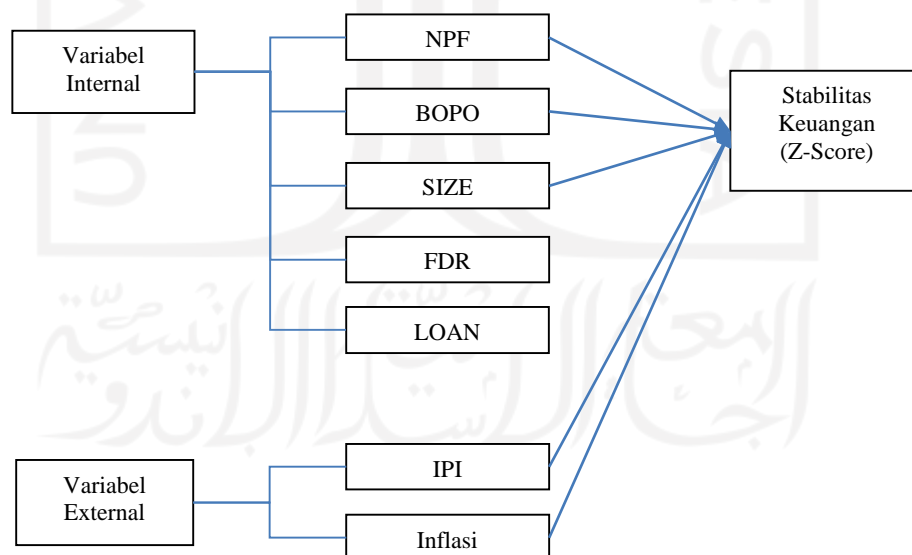 Variabel
Internal
NPF
BOPO
SIZE
FDR
LOAN
Stabilitas
Keuangan
(Z-Score)
Variabel
External
IPI
Inflasi